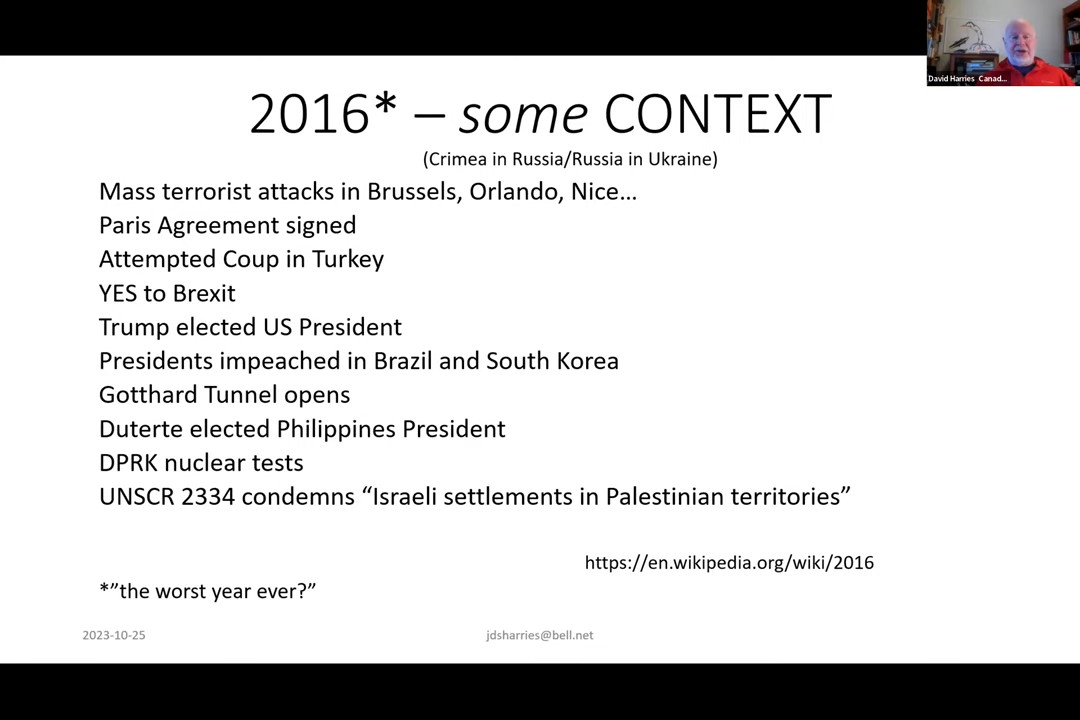 David Harries Canad...
2016* – some CONTEXT
(Crimea in Russia/Russia in Ukraine)
Mass terrorist attacks in Brussels, Orlando, Nice…
Paris Agreement signed
Attempted Coup in Turkey
YES to Brexit
Trump elected US President
Presidents impeached in Brazil and South Korea
Gotthard Tunnel opens
Duterte elected Philippines President
DPRK nuclear tests
UNSCR 2334 condemns “Israeli settlements in Palestinian territories”
https://en.wikipedia.org/wiki/2016
*”the worst year ever?”
2023-10-25
jdsharries@bell.net